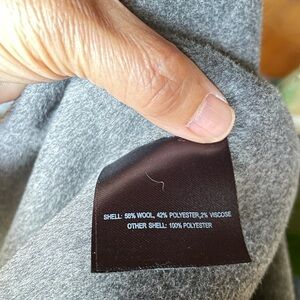 SHELL: 56% WOOL, 42% POLYESTER,2% VISCOSE
OTHER SHELL: 100% POLYESTER